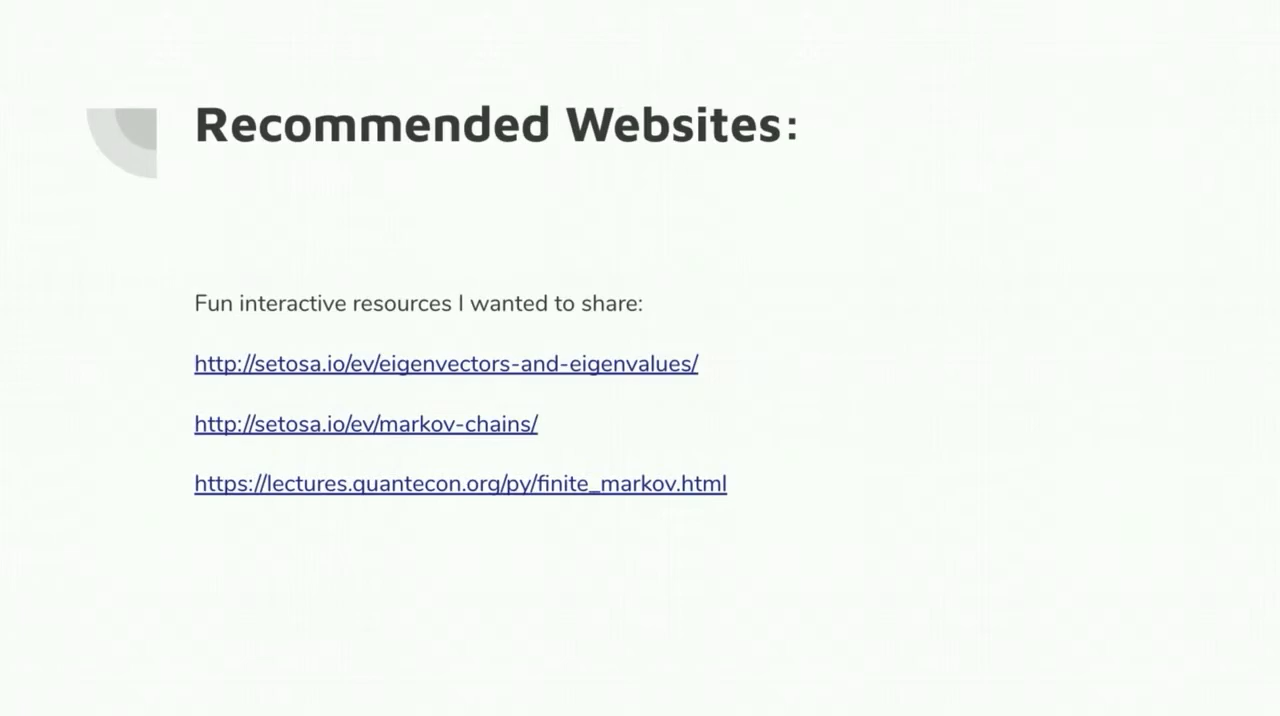 Recommended Websites:
Fun interactive resources I wanted to share:
http://setosa.io/ev/eigenvectors-and-eigenvalues/
http://setosa.io/ev/markov-chains/
https://lectures.quantecon.org/py/finite_markov.html